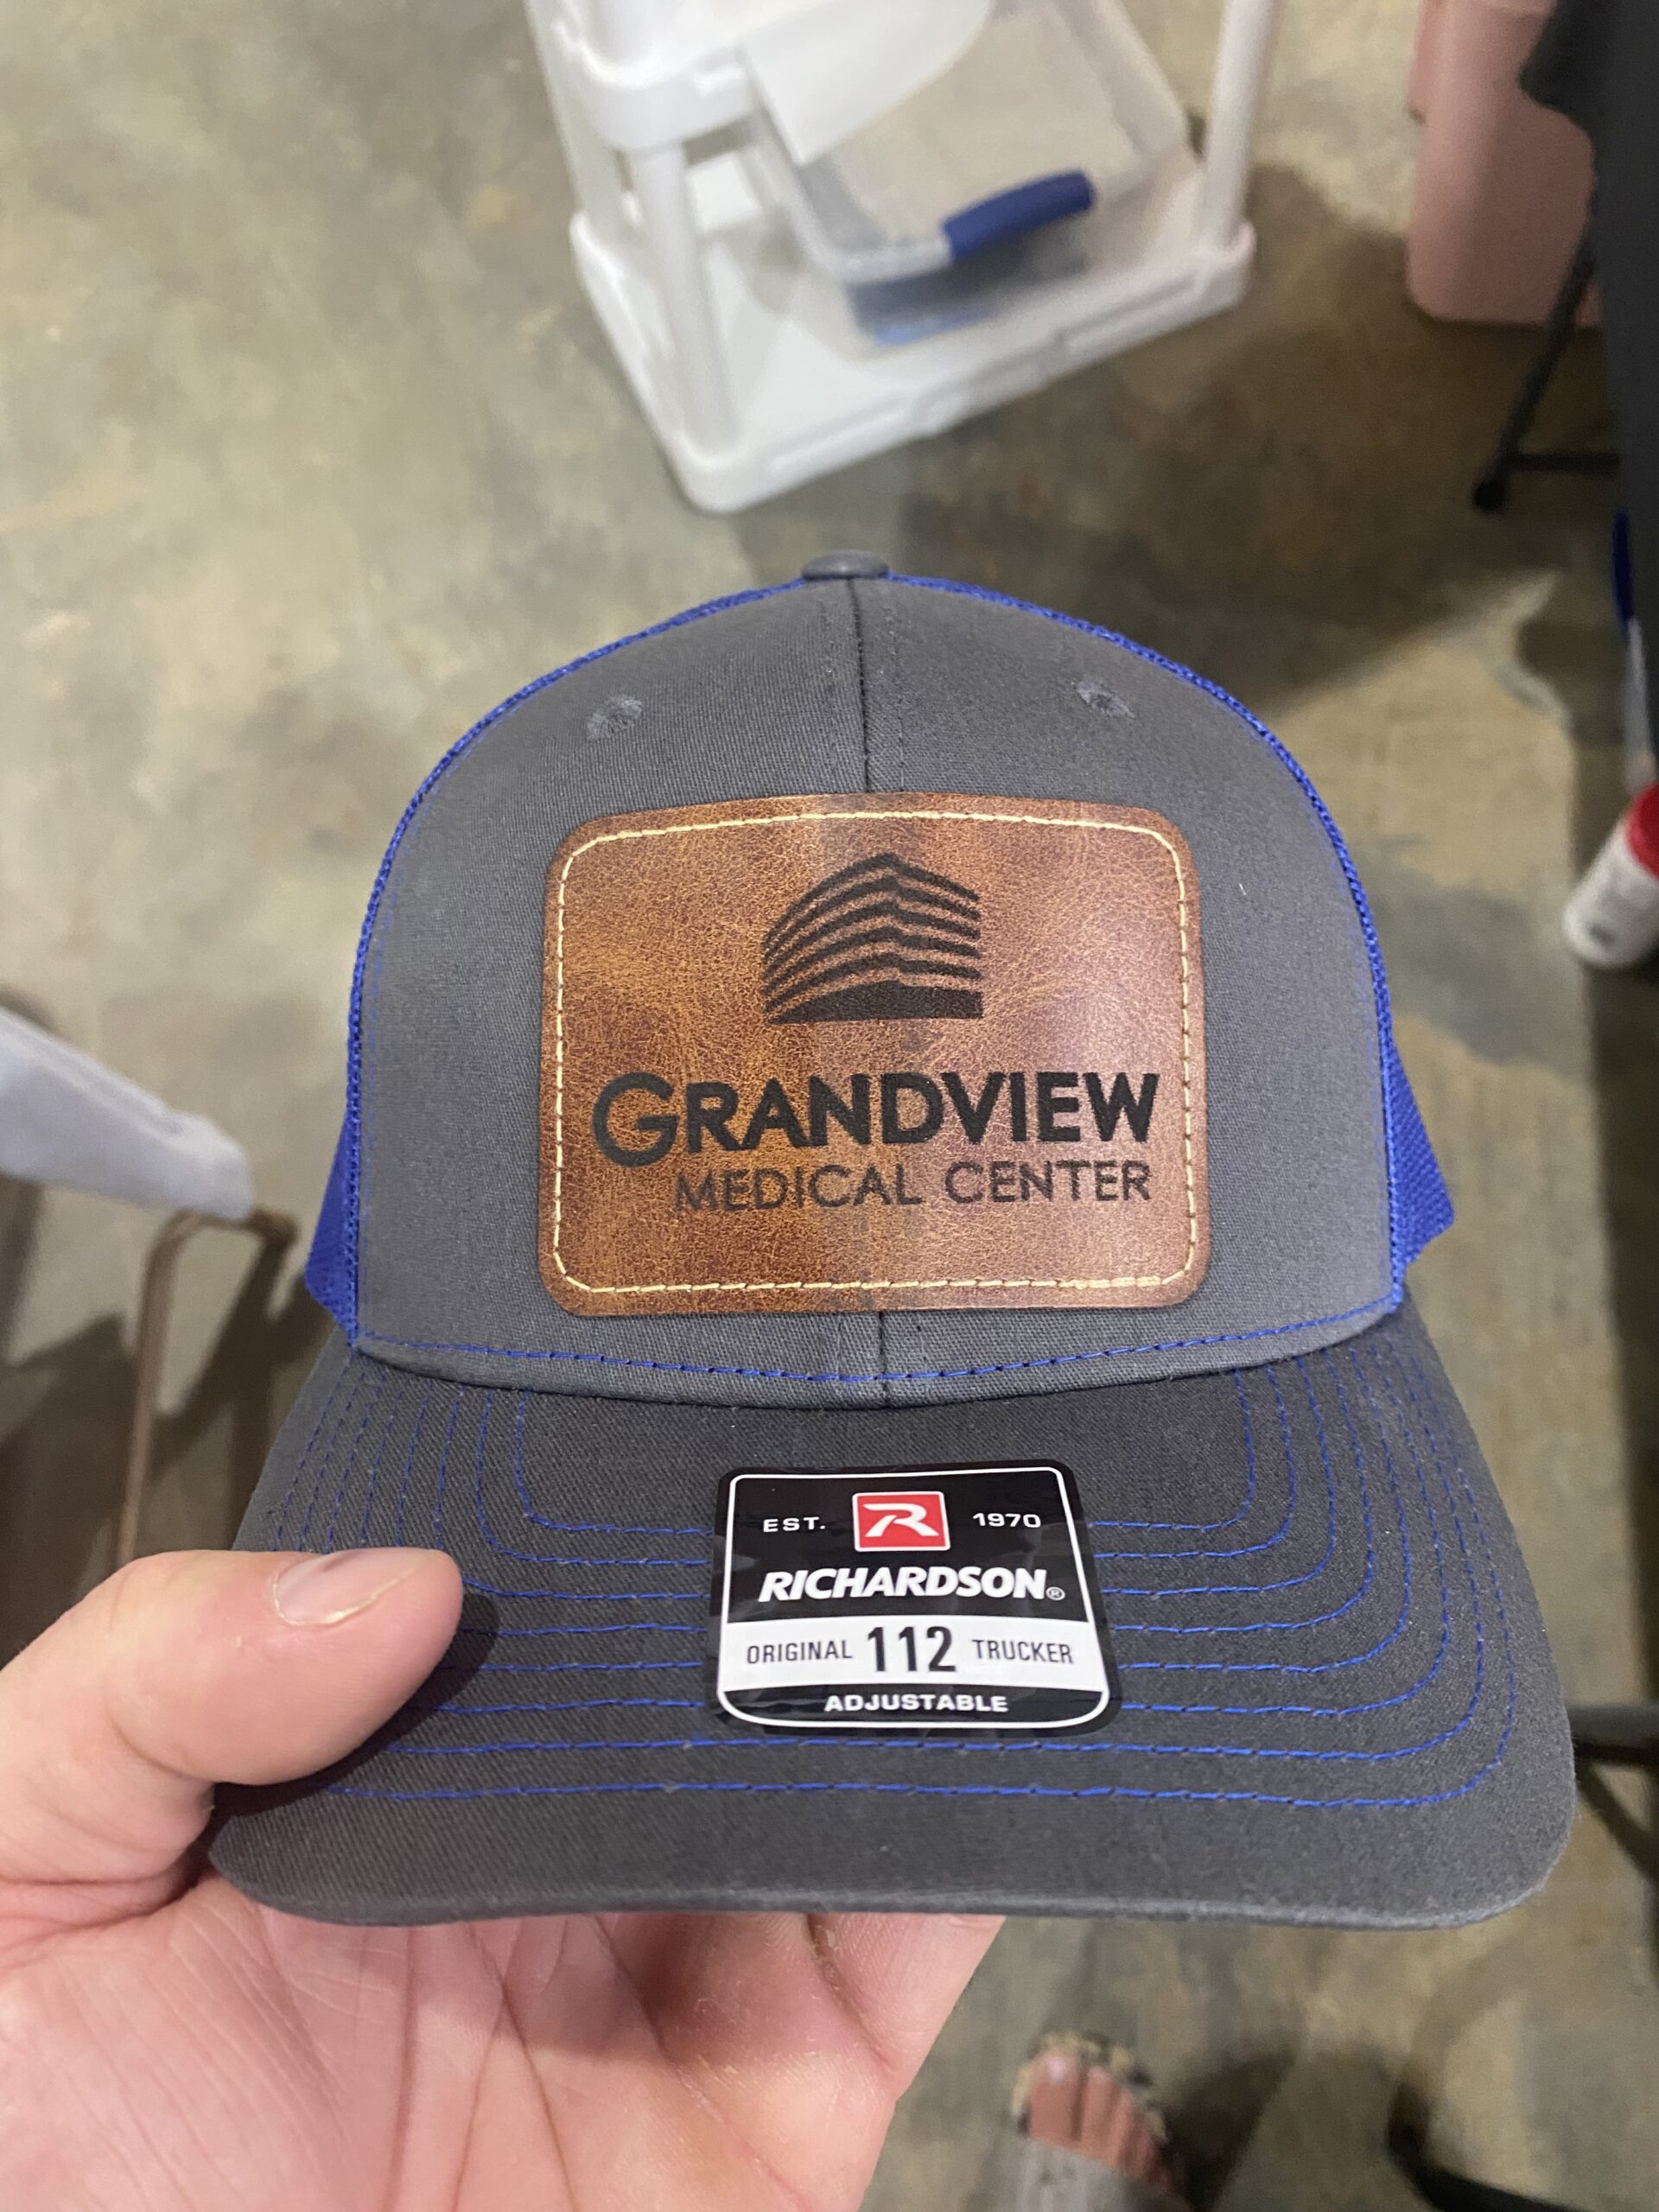 GRANDVIEW
MEDICAL CENTER
EST. R 1970
RICHARDSON®
ORIGINAL 112 TRUCKER
ADJUSTABLE